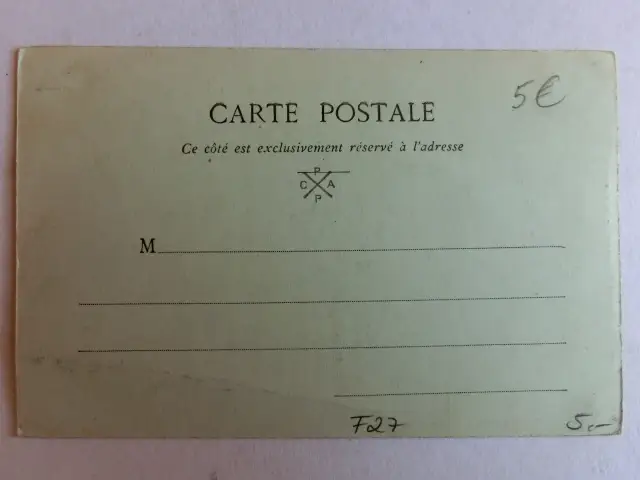 5€
CARTE POSTALE
Ce côté est exclusivement réservé à l'adresse
P
C A
P
M
F27 5.-